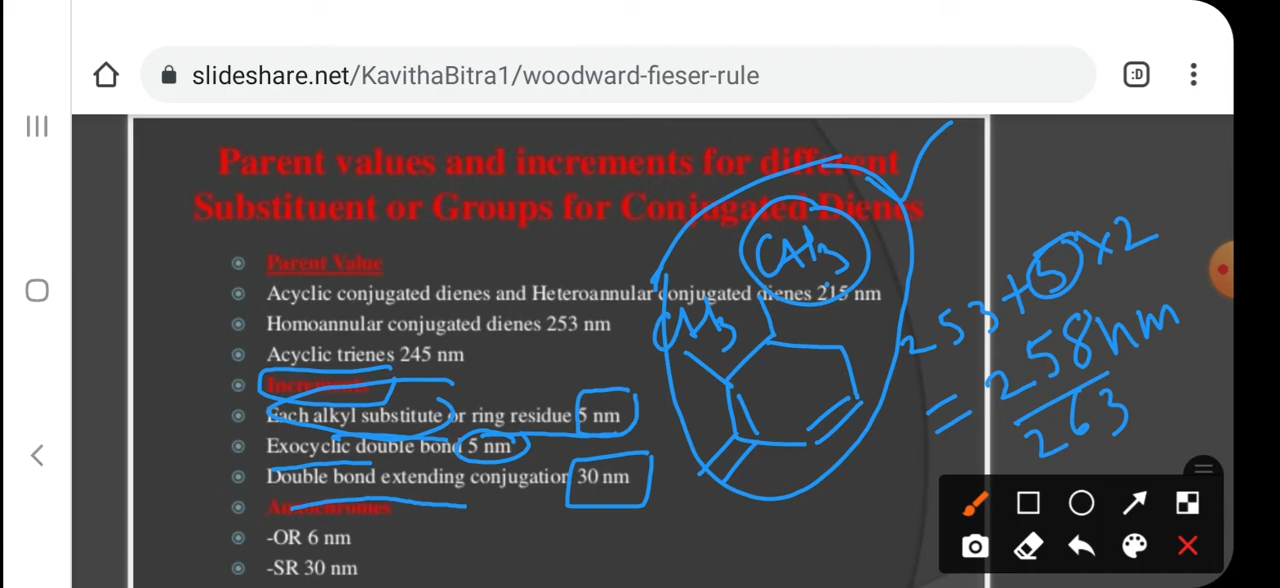 slideshare.net/KavithaBitra1/woodward-fieser-rule
:D
Parent values and increments for different
Substituent or Groups for Conjugated Dienes
Parent Value
Acyclic conjugated dienes and Heteroannular conjugated dienes 215 nm
Homoannular conjugated dienes 253 nm
Acyclic trienes 245 nm
Increments
Each alkyl substitute or ring residue 5 nm
Exocyclic double bond 5 nm
Double bond extending conjugation 30 nm
Auxochromes
-OR 6 nm
-SR 30 nm
CH3
CH3
253+5×2
= 258nm
263